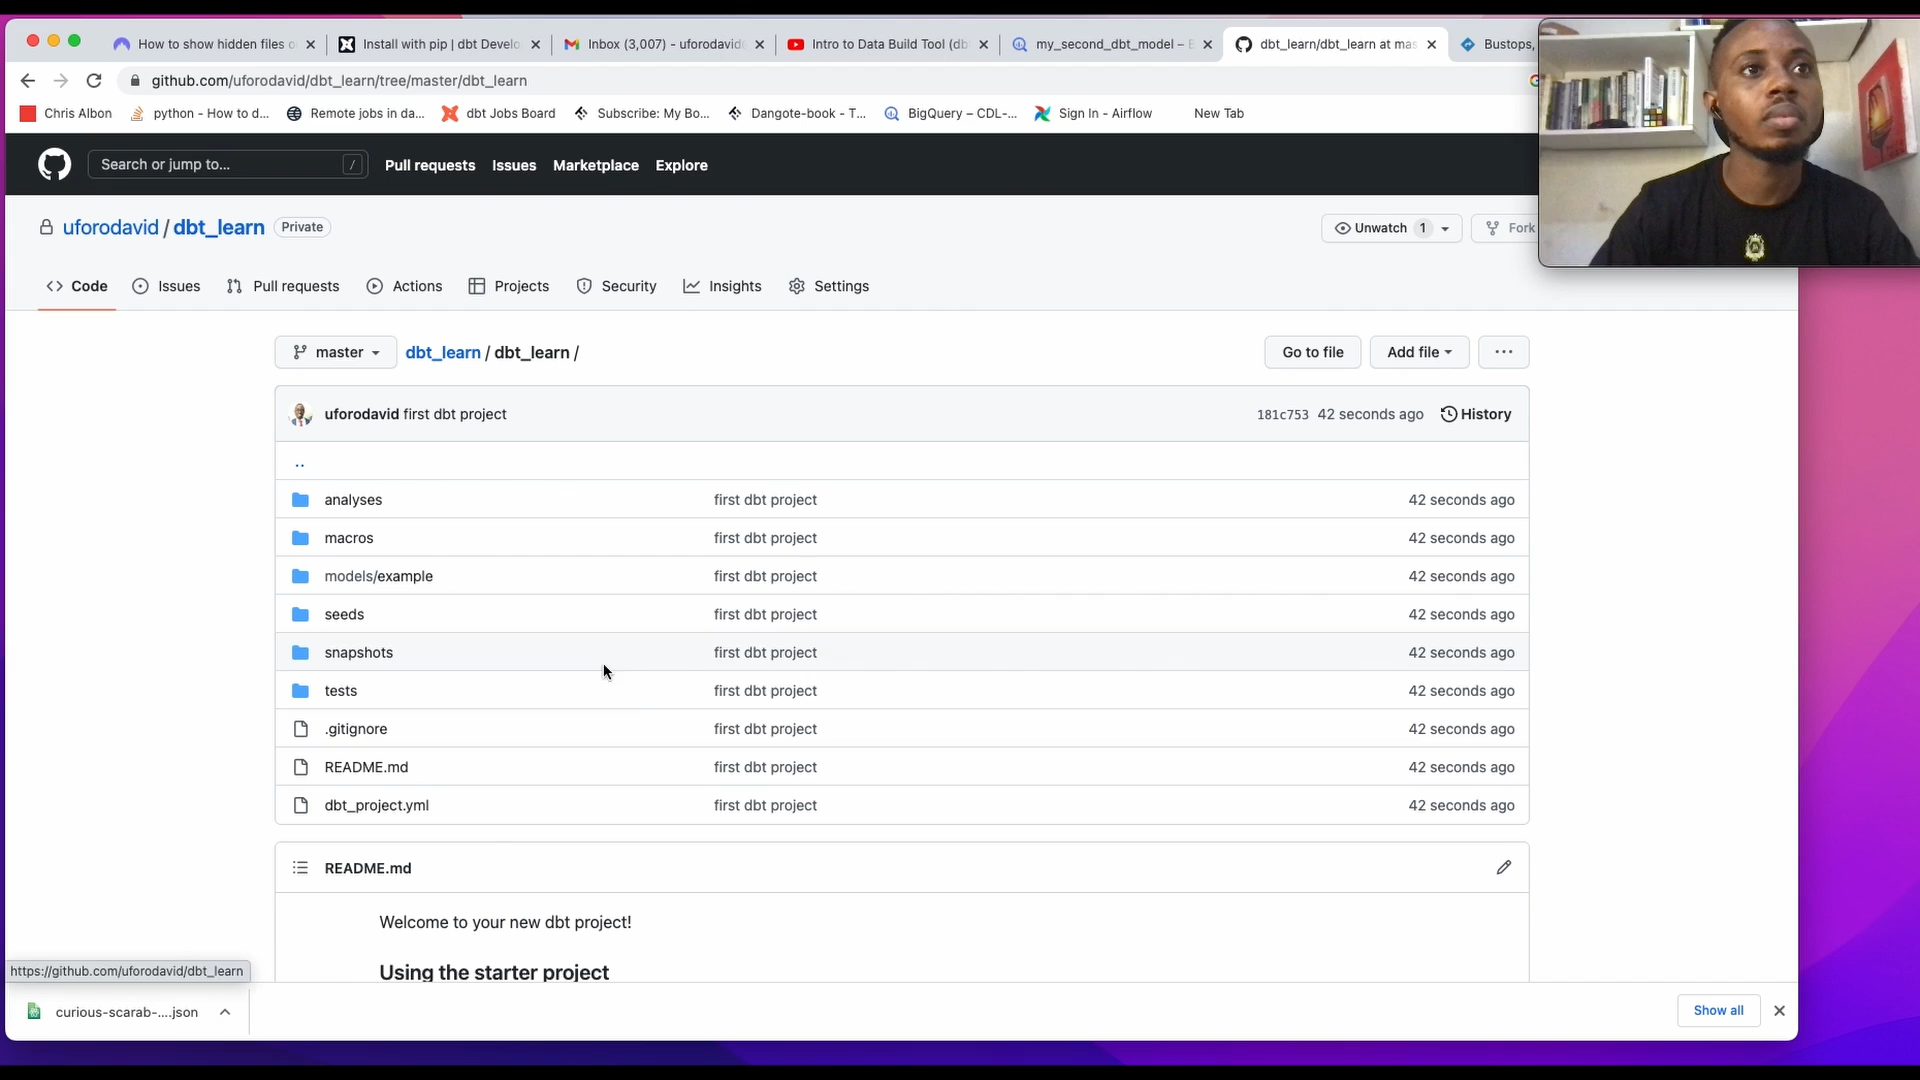 How to show hidden files o
Install with pip | dbt Develo
Inbox (3,007) - uforodavid
Intro to Data Build Tool (db
my_second_dbt_model – B
dbt_learn/dbt_learn at mas
Bustops,
github.com/uforodavid/dbt_learn/tree/master/dbt_learn
Chris Albon
python - How to d...
Remote jobs in da...
dbt Jobs Board
Subscribe: My Bo...
Dangote-book - T...
BigQuery – CDL-...
Sign In - Airflow
New Tab
Search or jump to... /
Pull requests
Issues
Marketplace
Explore
uforodavid / dbt_learn Private
Unwatch 1
Fork
Code
Issues
Pull requests
Actions
Projects
Security
Insights
Settings
master
dbt_learn / dbt_learn /
Go to file
Add file
...
uforodavid first dbt project 181c753 42 seconds ago History
..
analyses first dbt project 42 seconds ago
macros first dbt project 42 seconds ago
models/example first dbt project 42 seconds ago
seeds first dbt project 42 seconds ago
snapshots first dbt project 42 seconds ago
tests first dbt project 42 seconds ago
.gitignore first dbt project 42 seconds ago
README.md first dbt project 42 seconds ago
dbt_project.yml first dbt project 42 seconds ago
README.md
Welcome to your new dbt project!
Using the starter project
https://github.com/uforodavid/dbt_learn
curious-scarab-....json
Show all